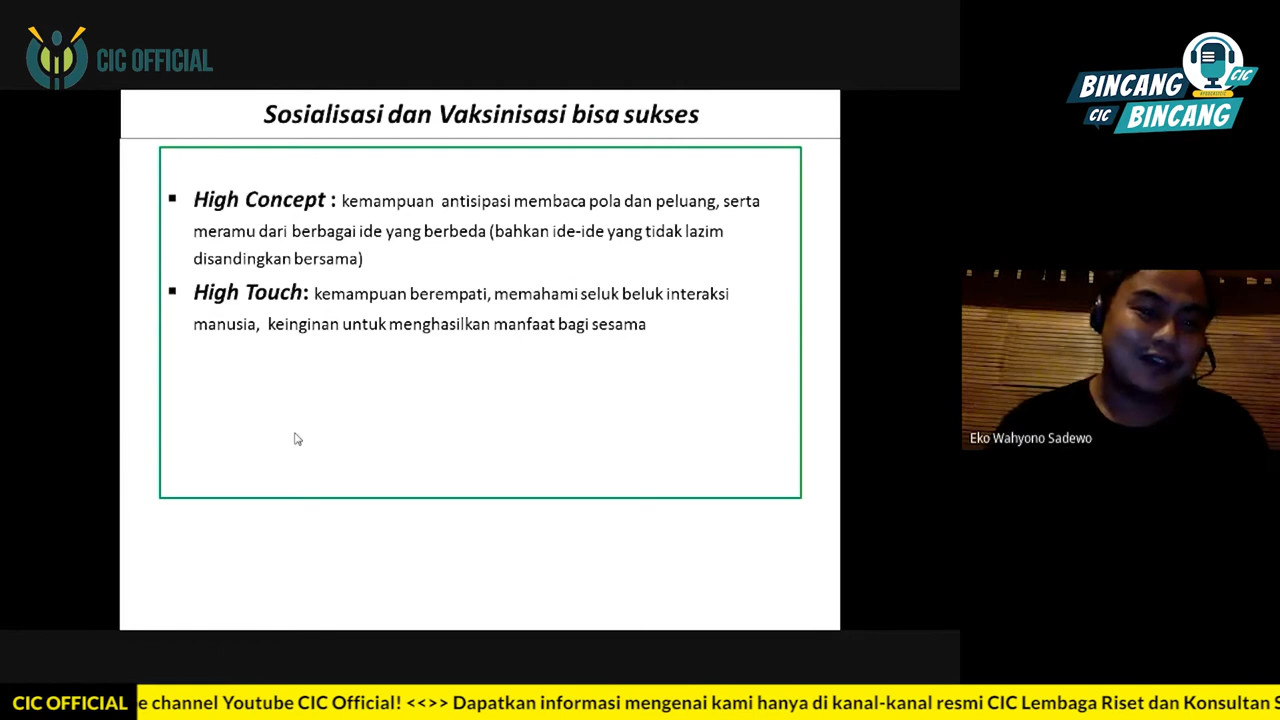 CIC OFFICIAL
BINCANG
CIC
#PODCASTCIC
CIC
BINCANG
Sosialisasi dan Vaksinisasi bisa sukses
▪ High Concept : kemampuan antisipasi membaca pola dan peluang, serta
meramu dari berbagai ide yang berbeda (bahkan ide-ide yang tidak lazim
disandingkan bersama)
▪ High Touch: kemampuan berempati, memahami seluk beluk interaksi
manusia, keinginan untuk menghasilkan manfaat bagi sesama
Eko Wahyono Sadewo
CIC OFFICIAL e channel Youtube CIC Official! <<>> Dapatkan informasi mengenai kami hanya di kanal-kanal resmi CIC Lembaga Riset dan Konsultan S